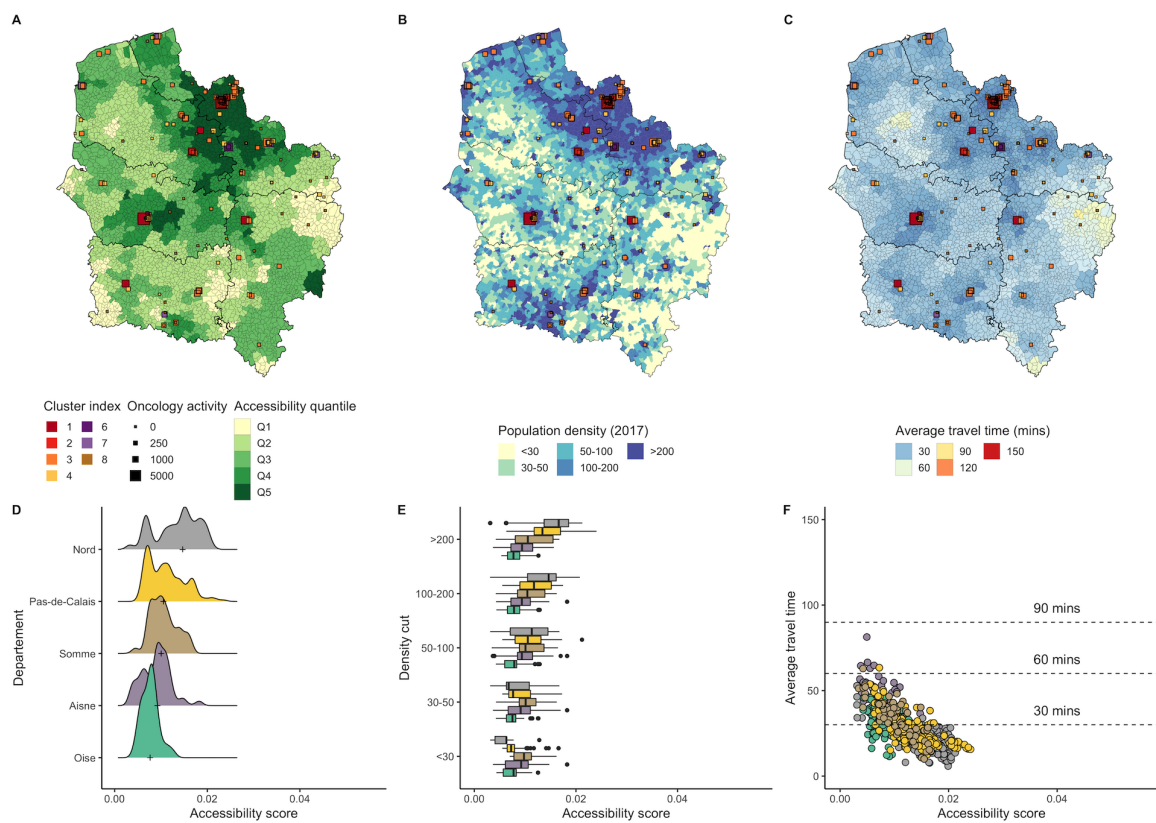 A
B
C
Cluster index
1
6
2
7
3
8
4
Oncology activity
0
250
1000
5000
Accessibility quantile
Q1
Q2
Q3
Q4
Q5
Population density (2017)
<30
50-100
>200
30-50
100-200
Average travel time (mins)
30
90
150
60
120
D
Departement
Nord
Pas-de-Calais
Somme
Aisne
Oise
0.00
0.02
0.04
Accessibility score
E
Density cut
>200
100-200
50-100
30-50
<30
0.00
0.02
0.04
Accessibility score
F
Average travel time
150
100
50
0
90 mins
60 mins
30 mins
0.00
0.02
0.04
Accessibility score